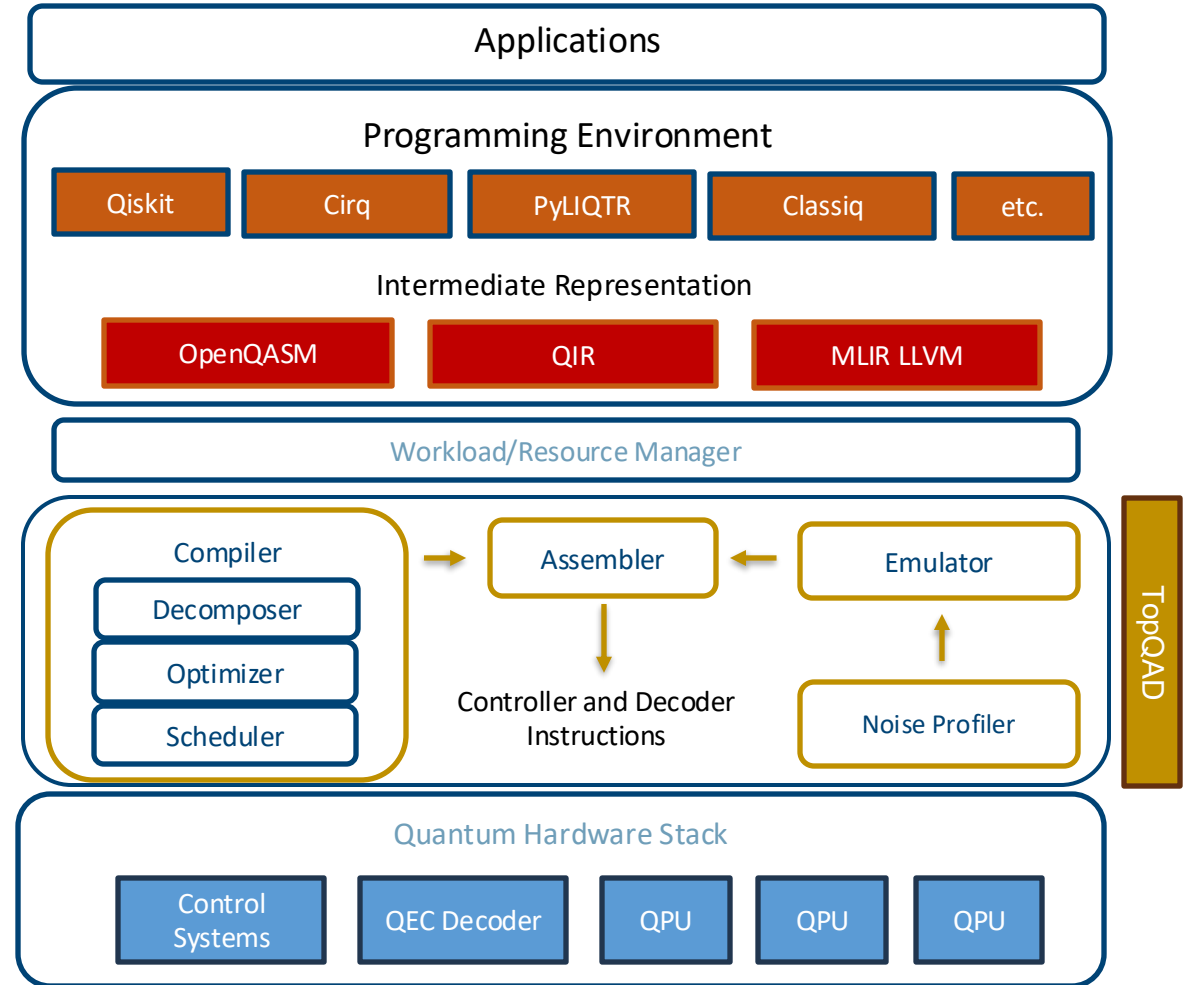 Applications
Programming Environment
Qiskit
Cirq
PyLIQTR
Classiq
etc.
Intermediate Representation
OpenQASM
QIR
MLIR LLVM
Workload/Resource Manager
Compiler
Decomposer
Optimizer
Scheduler
Assembler
Controller and Decoder
Instructions
Emulator
Noise Profiler
TopQAD
Quantum Hardware Stack
Control
Systems
QEC Decoder
QPU
QPU
QPU